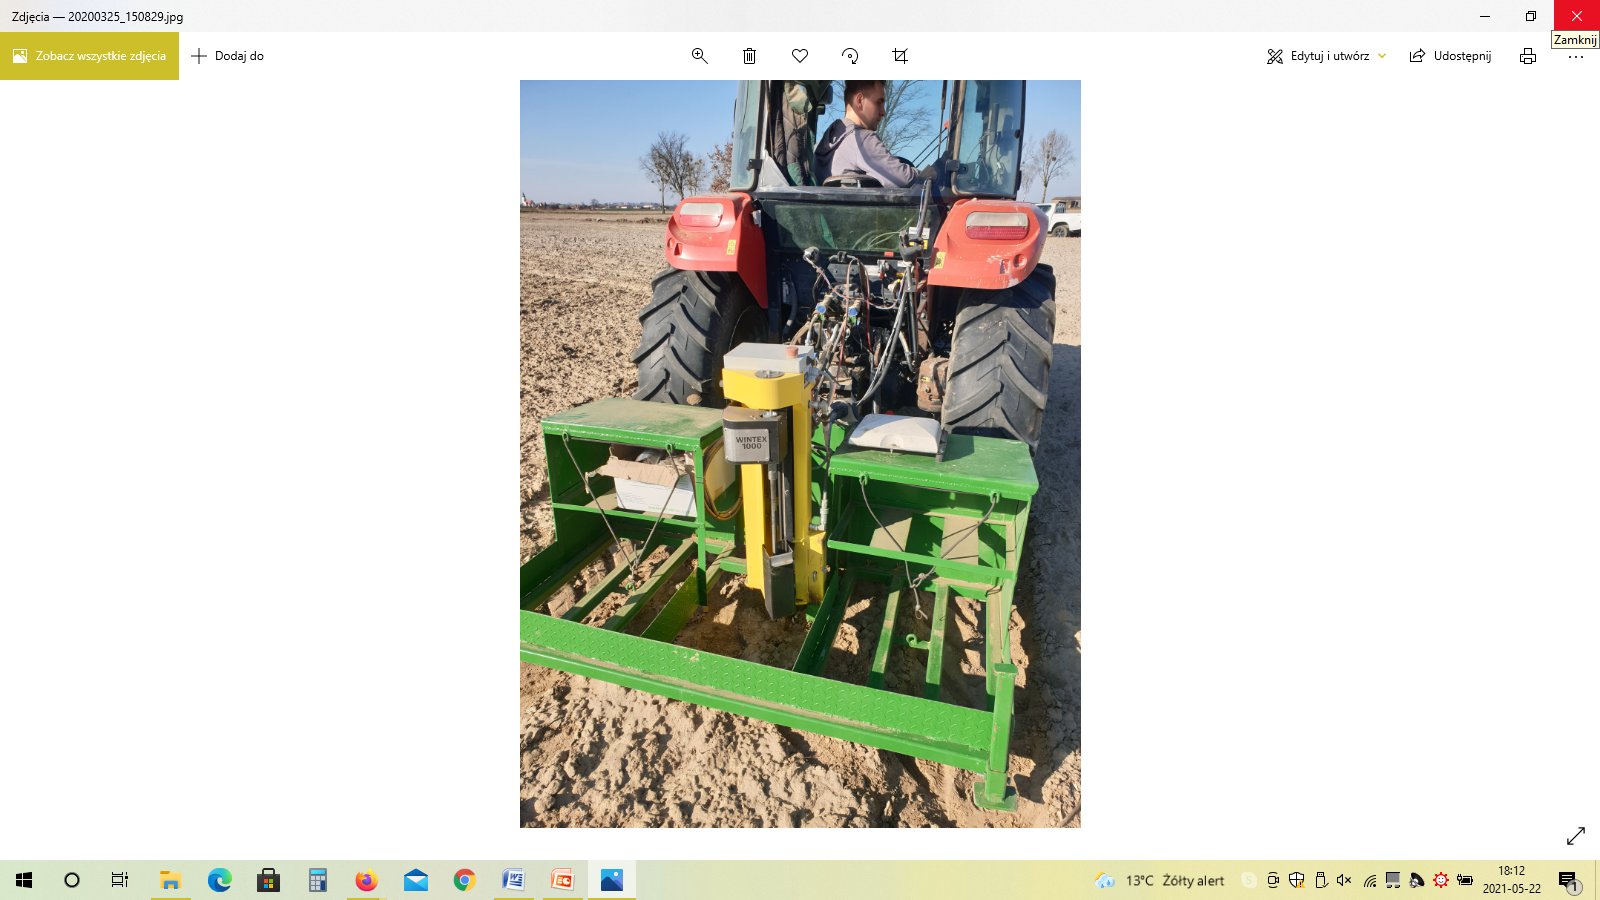 Zdjęcia — 20200325_150829.jpg
Zamknij
Zobacz wszystkie zdjęcia
Dodaj do
Edytuj i utwórz
Udostępnij
WINTEX
1000
13°C Żółty alert
18:12
2021-05-22
1